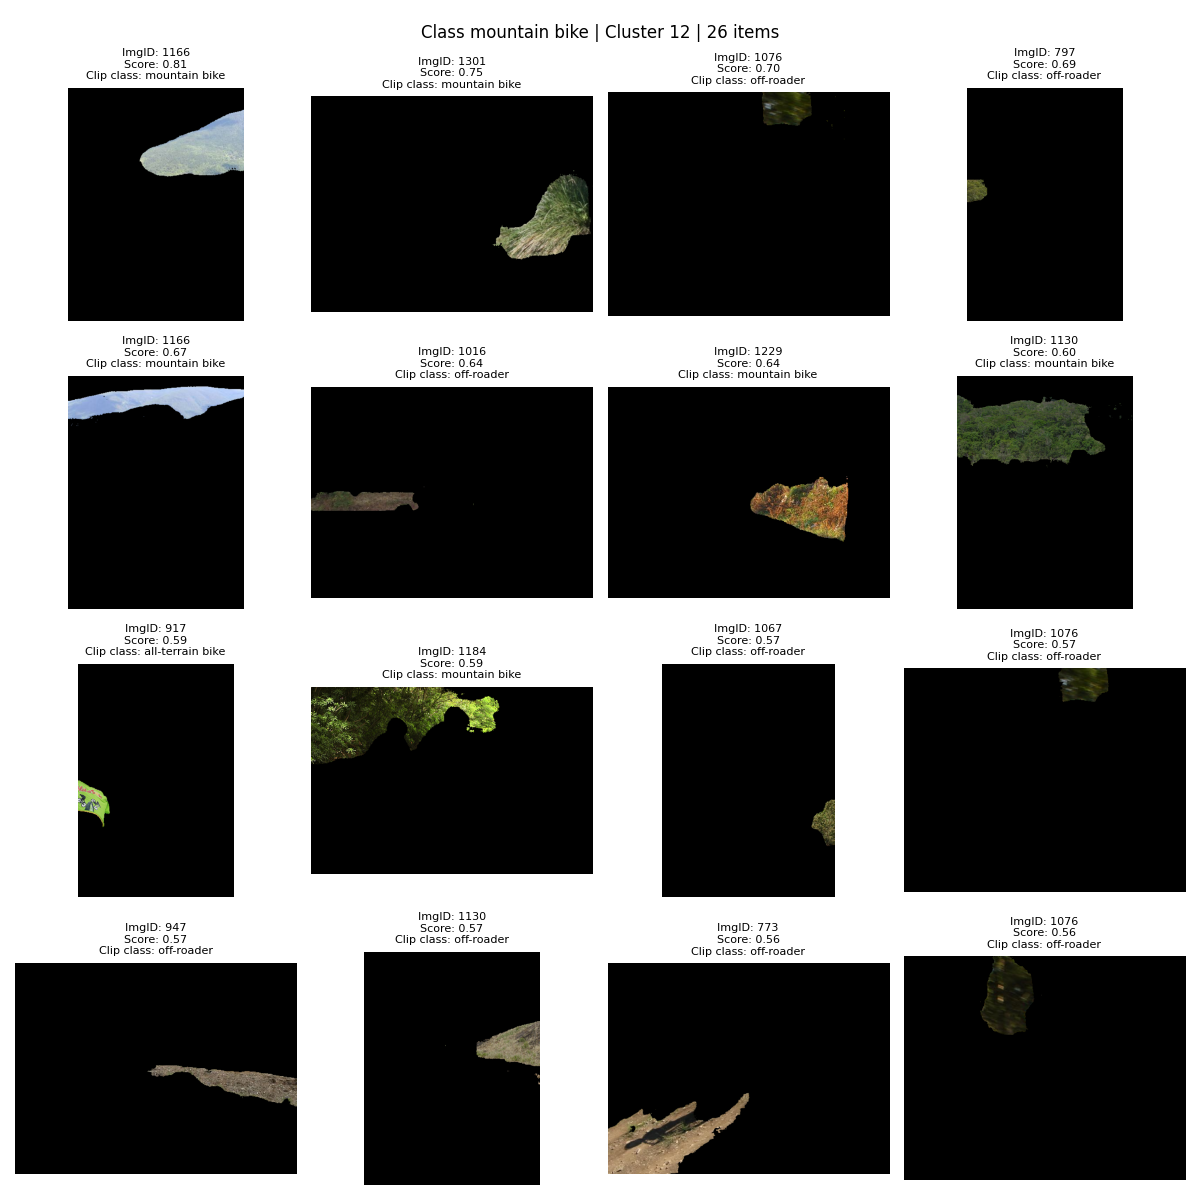 Class mountain bike | Cluster 12 | 26 items
ImgID: 1166
Score: 0.81
Clip class: mountain bike
ImgID: 1301
Score: 0.75
Clip class: mountain bike
ImgID: 1076
Score: 0.70
Clip class: off-roader
ImgID: 797
Score: 0.69
Clip class: off-roader
ImgID: 1166
Score: 0.67
Clip class: mountain bike
ImgID: 1016
Score: 0.64
Clip class: off-roader
ImgID: 1229
Score: 0.64
Clip class: mountain bike
ImgID: 1130
Score: 0.60
Clip class: mountain bike
ImgID: 917
Score: 0.59
Clip class: all-terrain bike
ImgID: 1184
Score: 0.59
Clip class: mountain bike
ImgID: 1067
Score: 0.57
Clip class: off-roader
ImgID: 1076
Score: 0.57
Clip class: off-roader
ImgID: 947
Score: 0.57
Clip class: off-roader
ImgID: 1130
Score: 0.57
Clip class: off-roader
ImgID: 773
Score: 0.56
Clip class: off-roader
ImgID: 1076
Score: 0.56
Clip class: off-roader